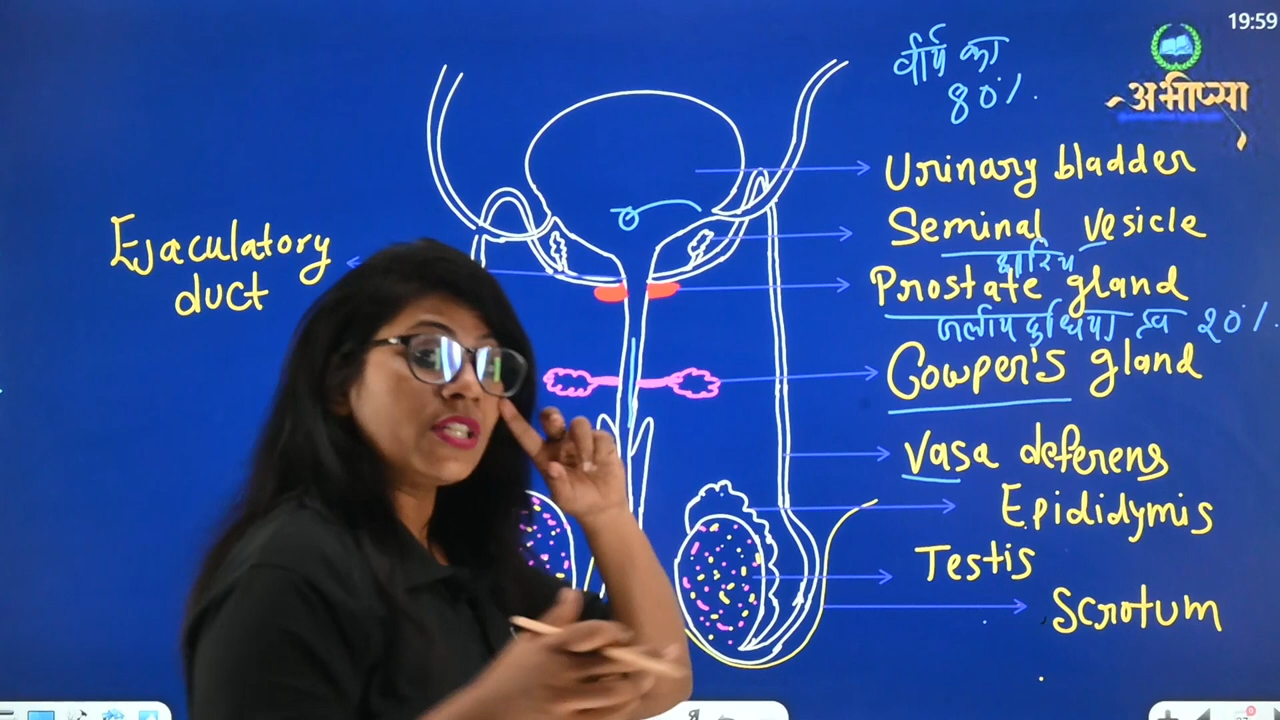 19:59
वीर्य का
80%.
अभीप्सा
Urinary bladder
Seminal vesicle
क्षारिय
Prostate gland
जलीय दुधिया द्रव 20%.
Cowper's gland
Vasa deferens
Epididymis
Testis
Scrotum
Ejaculatory
duct